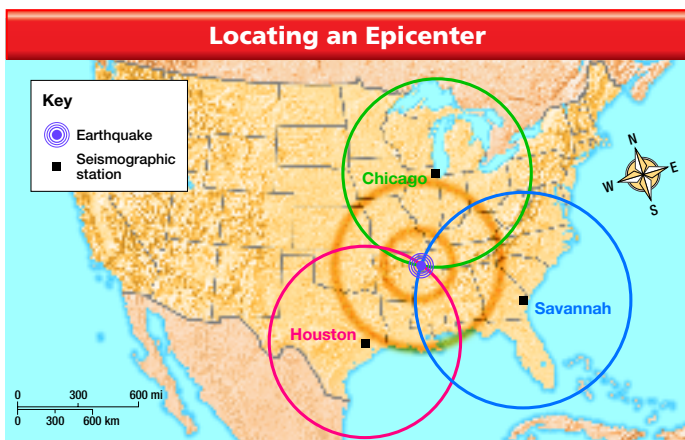 Locating an Epicenter
Key
Earthquake
Seismographic
station
N
E
W
S
Chicago
Savannah
Houston
0 300 600 mi
0 300 600 km